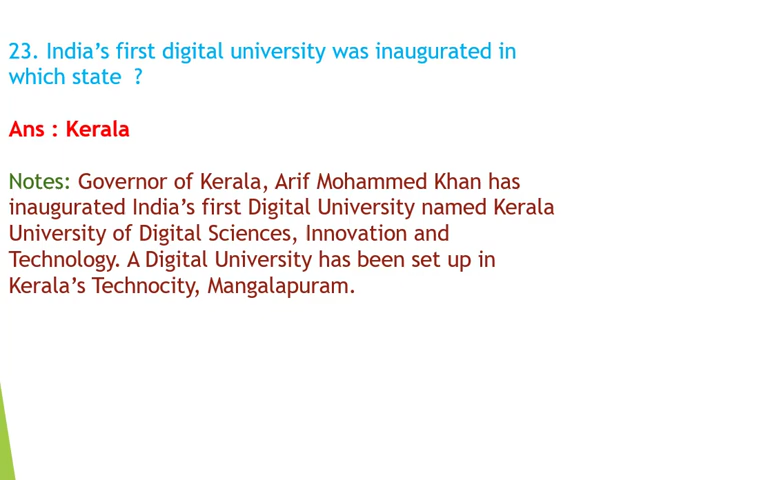 23. India’s first digital university was inaugurated in
which state  ?
Ans : Kerala
Notes: Governor of Kerala, Arif Mohammed Khan has
inaugurated India’s first Digital University named Kerala
University of Digital Sciences, Innovation and
Technology. A Digital University has been set up in
Kerala’s Technocity, Mangalapuram.